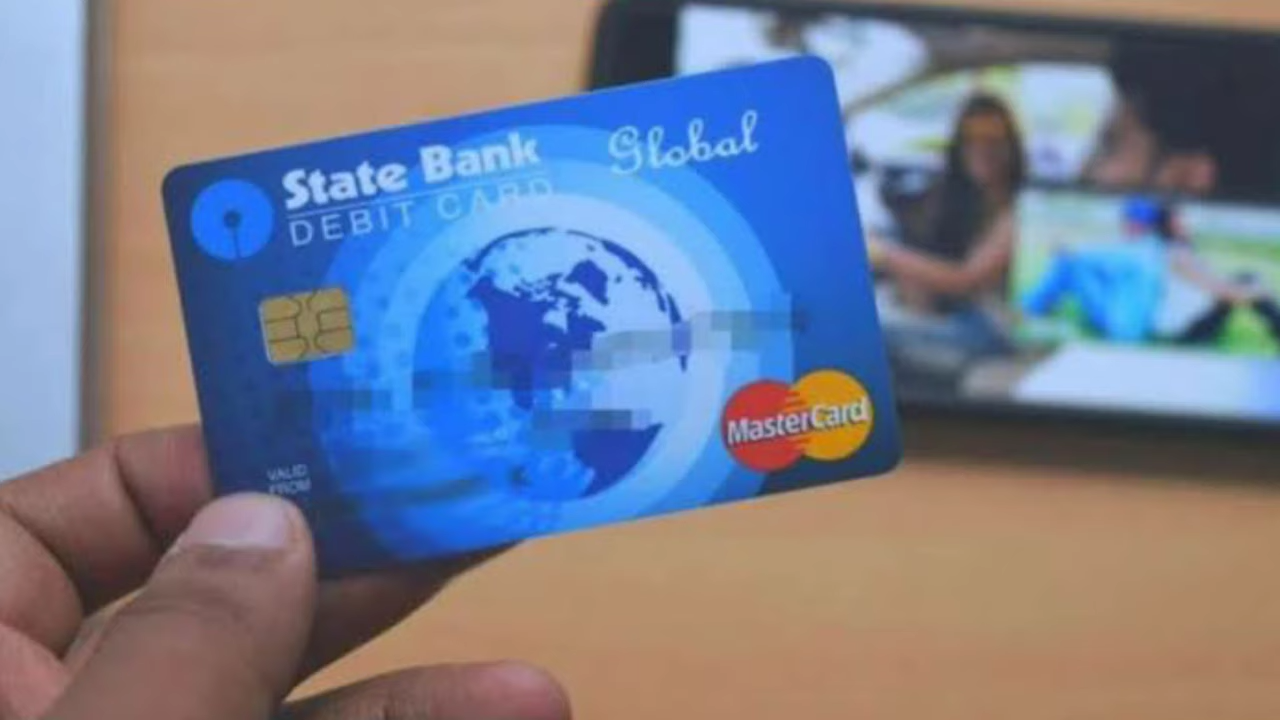 State Bank
DEBIT CARD
Global
VALID
FROM
MasterCard